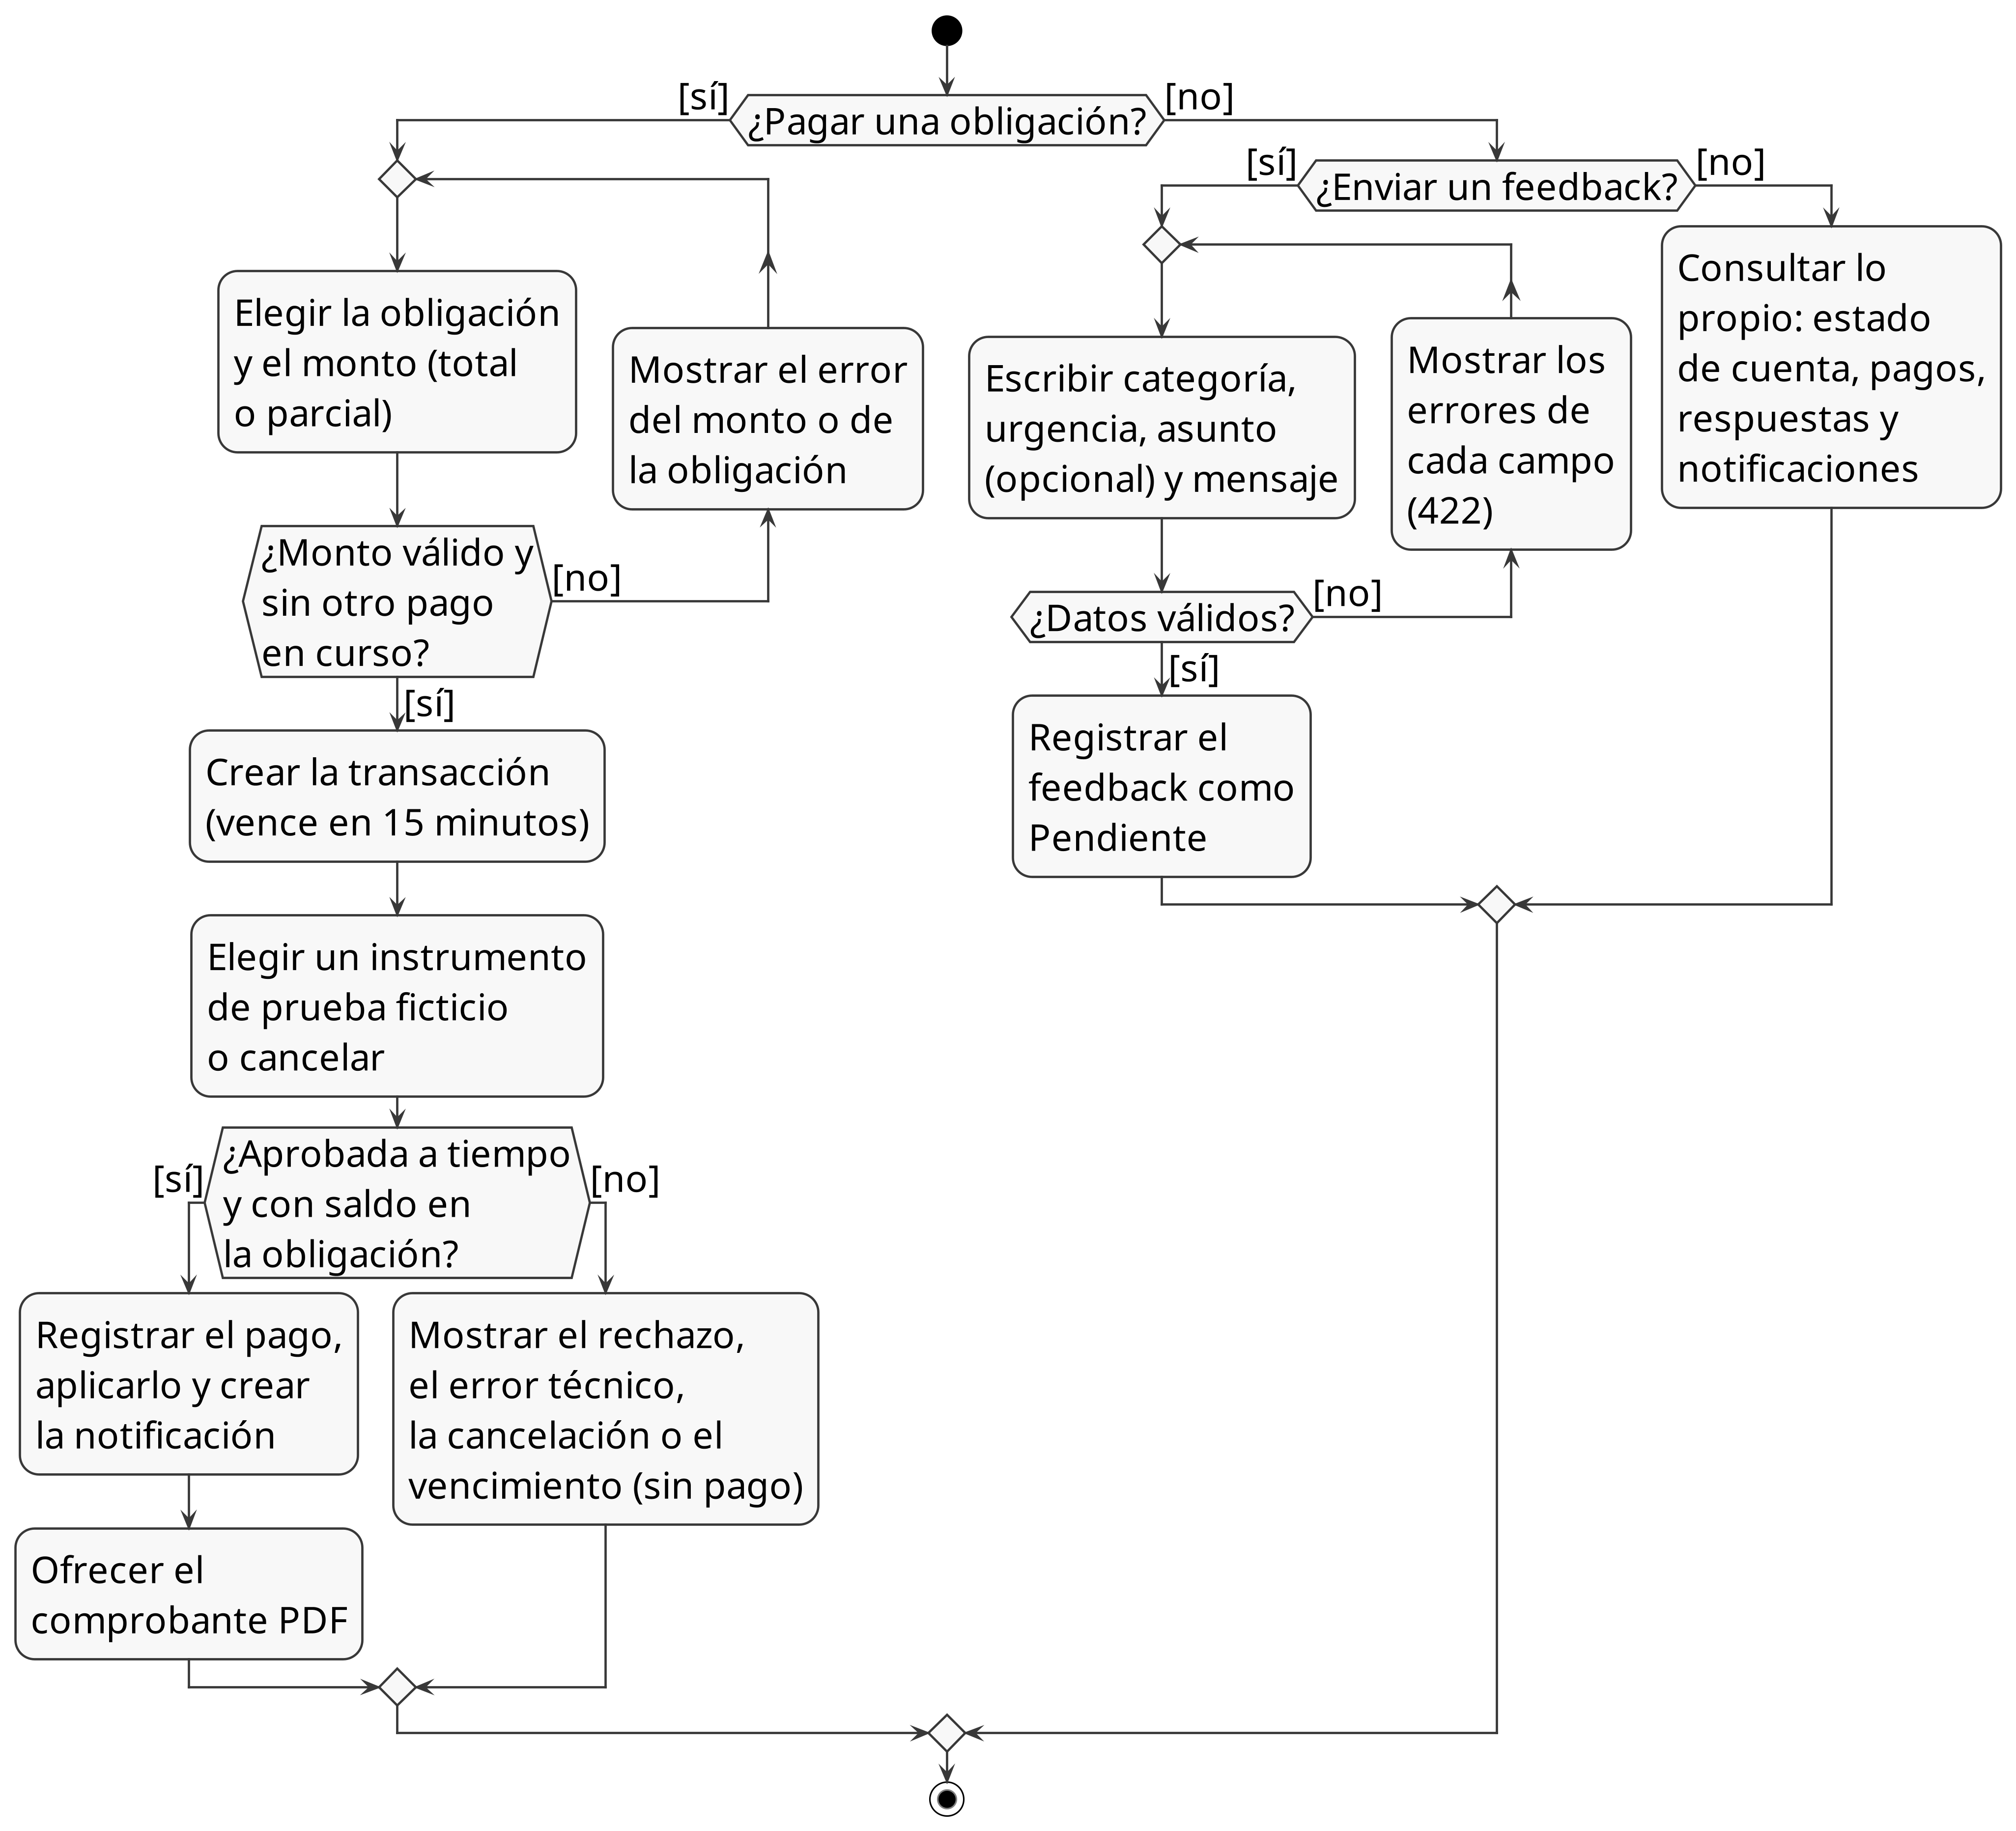 [sí]
¿Pagar una obligación?
[no]
[sí]
¿Enviar un feedback?
[no]
Elegir la obligación
y el monto (total
o parcial)
Mostrar el error
del monto o de
la obligación
¿Monto válido y
sin otro pago
en curso?
[no]
[sí]
Crear la transacción
(vence en 15 minutos)
Elegir un instrumento
de prueba ficticio
o cancelar
[sí]
¿Aprobada a tiempo
y con saldo en
la obligación?
[no]
Registrar el pago,
aplicarlo y crear
la notificación
Ofrecer el
comprobante PDF
Mostrar el rechazo,
el error técnico,
la cancelación o el
vencimiento (sin pago)
Escribir categoría,
urgencia, asunto
(opcional) y mensaje
Mostrar los
errores de
cada campo
(422)
¿Datos válidos?
[no]
[sí]
Registrar el
feedback como
Pendiente
Consultar lo
propio: estado
de cuenta, pagos,
respuestas y
notificaciones